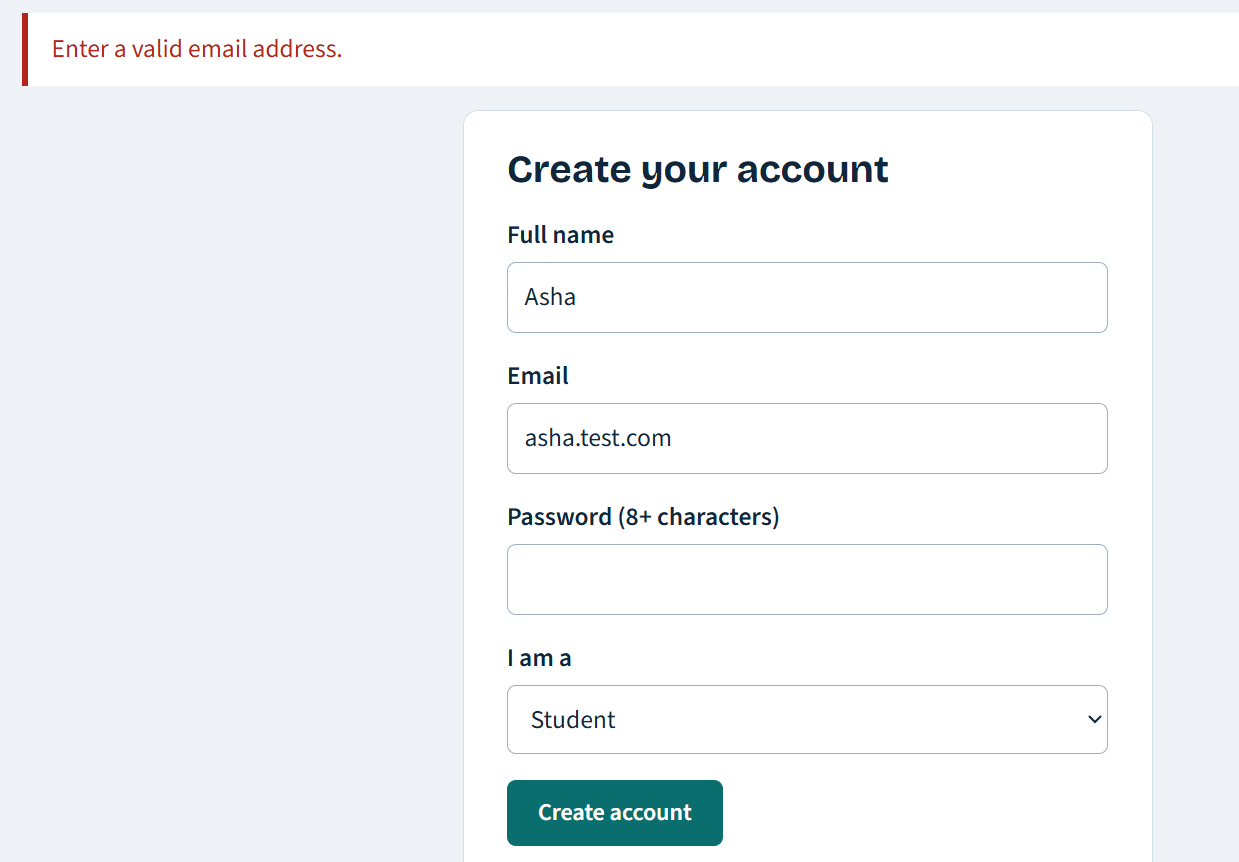 Enter a valid email address.
Create your account
Full name
Asha
Email
asha.test.com
Password (8+ characters)
I am a
Student
Create account